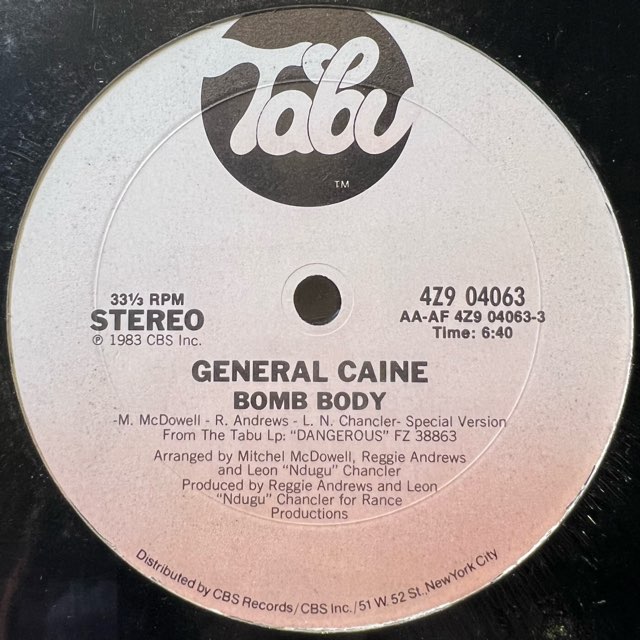 Tabu
TM
33⅓ RPM
STEREO
℗ 1983 CBS Inc.
4Z9 04063
AA-AF 4Z9 04063-3
Time: 6:40
GENERAL CAINE
BOMB BODY
-M. McDowell - R. Andrews - L. N. Chancler- Special Version
From The Tabu Lp: "DANGEROUS" FZ 38863
Arranged by Mitchel McDowell, Reggie Andrews
and Leon "Ndugu" Chancler
Produced by Reggie Andrews and Leon
"Ndugu" Chancler for Rance
Productions
Distributed by CBS Records/CBS Inc./51 W. 52 St., New York City